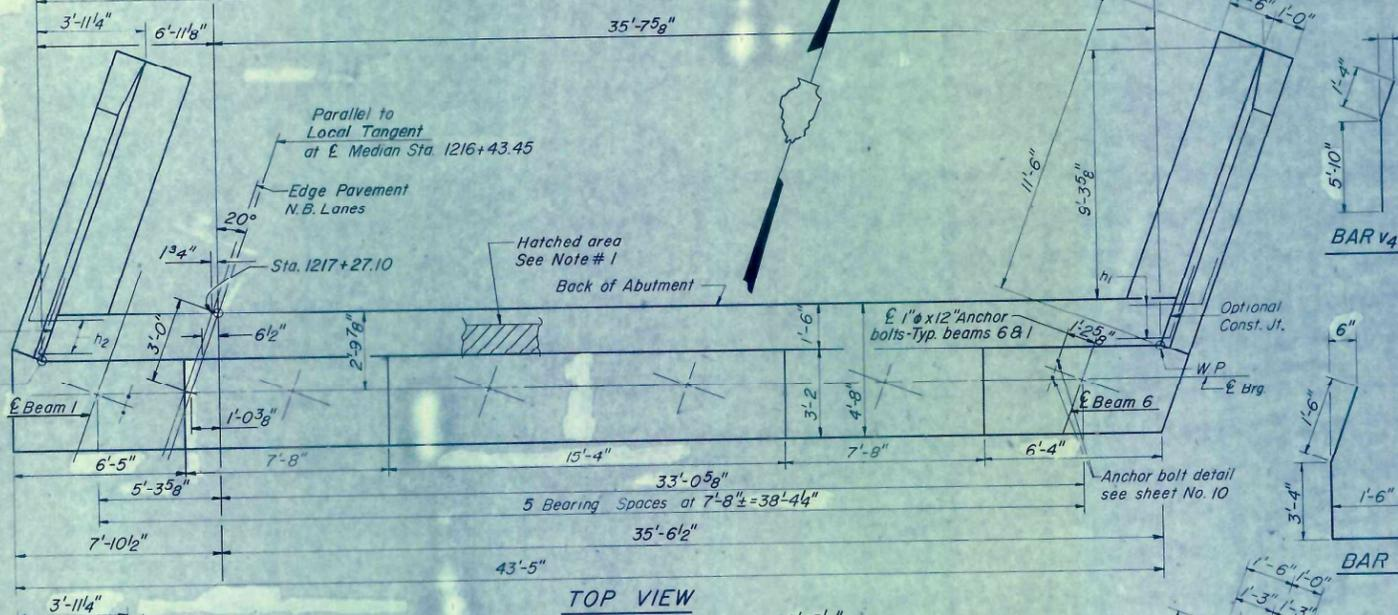 3'-11¼"
6'-11⅛"
35'-7⅝"
1'-0"
1'-4"
5'-10"
BAR v4
Parallel to
Local Tangent
at ℄ Median Sta. 1216+43.45
Edge Pavement
N.B. Lanes
20°
1¾"
Sta. 1217+27.10
Hatched area
See Note # 1
Back of Abutment
11'-6"
9'-3⅝"
h1
Optional
Const. Jt.
h2
3'-0"
6½"
2'-9⅞"
1'-6"
℄ 1"ϕ x 12" Anchor
bolts-Typ. beams 6 & 1
1'-2⅝"
W.P.
℄ Brg.
6"
1'-6"
3'-4"
1'-6"
BAR
℄ Beam 1
1'-0⅜"
3'-2
4'-8"
℄ Beam 6
6'-5"
7'-8"
15'-4"
7'-8"
6'-4"
Anchor bolt detail
see sheet No. 10
5'-3⅝"
33'-0⅝"
5 Bearing Spaces at 7'-8"±=38'-4¼"
7'-10½"
35'-6½"
43'-5"
3'-11¼"
TOP VIEW
1'-6"
1'-0"
1'-3"
1'-3"